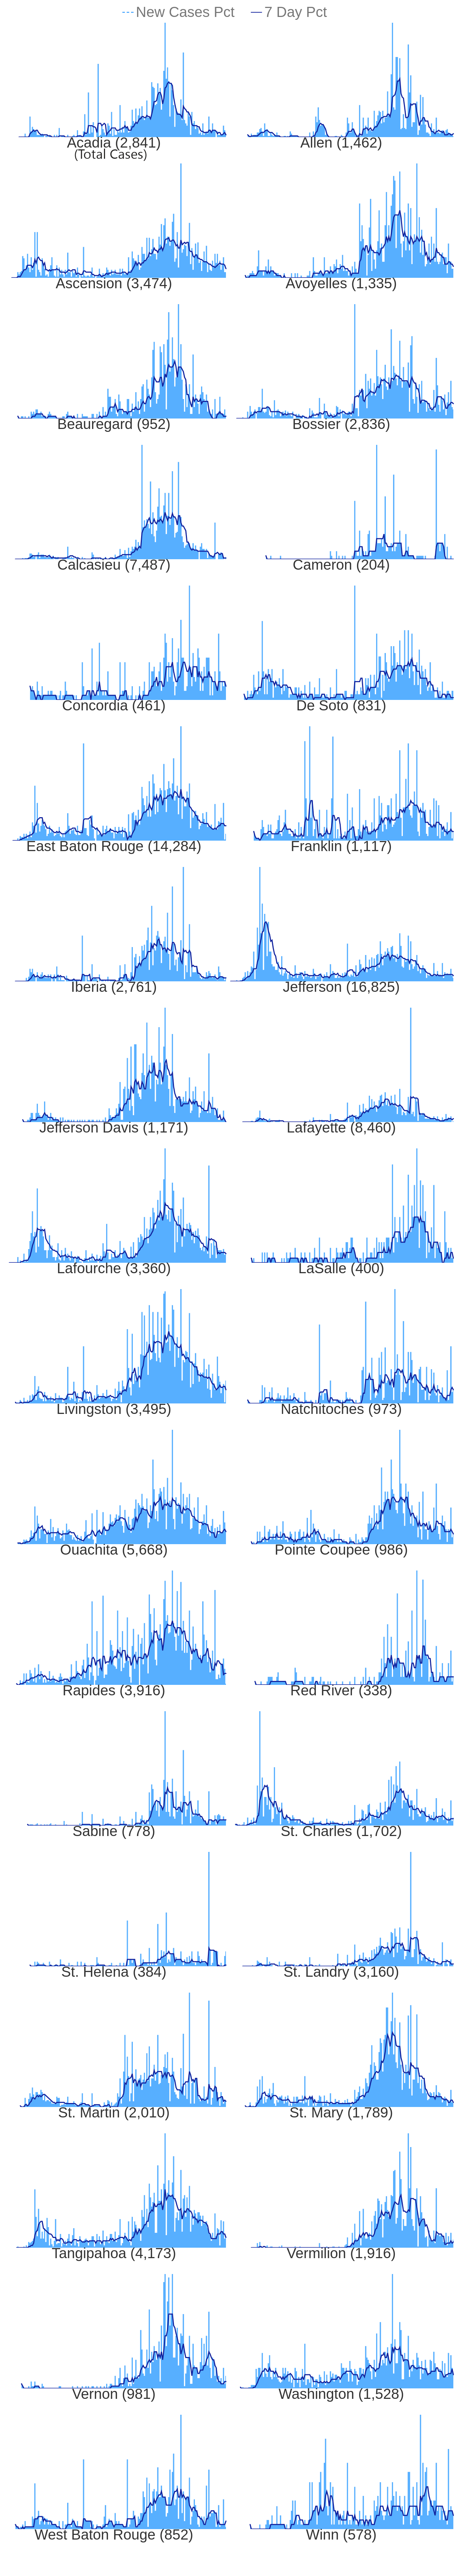 New Cases Pct 7 Day Pct
Acadia (2,841) Allen (1,462)
(Total Cases)
Ascension (3,474) Avoyelles (1,335)
Beauregard (952) Bossier (2,836)
Calcasieu (7,487) Cameron (204)
Concordia (461) De Soto (831)
East Baton Rouge (14,284) Franklin (1,117)
Iberia (2,761) Jefferson (16,825)
Jefferson Davis (1,171) Lafayette (8,460)
Lafourche (3,360) LaSalle (400)
Livingston (3,495) Natchitoches (973)
Ouachita (5,668) Pointe Coupee (986)
Rapides (3,916) Red River (338)
Sabine (778) St. Charles (1,702)
St. Helena (384) St. Landry (3,160)
St. Martin (2,010) St. Mary (1,789)
Tangipahoa (4,173) Vermilion (1,916)
Vernon (981) Washington (1,528)
West Baton Rouge (852) Winn (578)